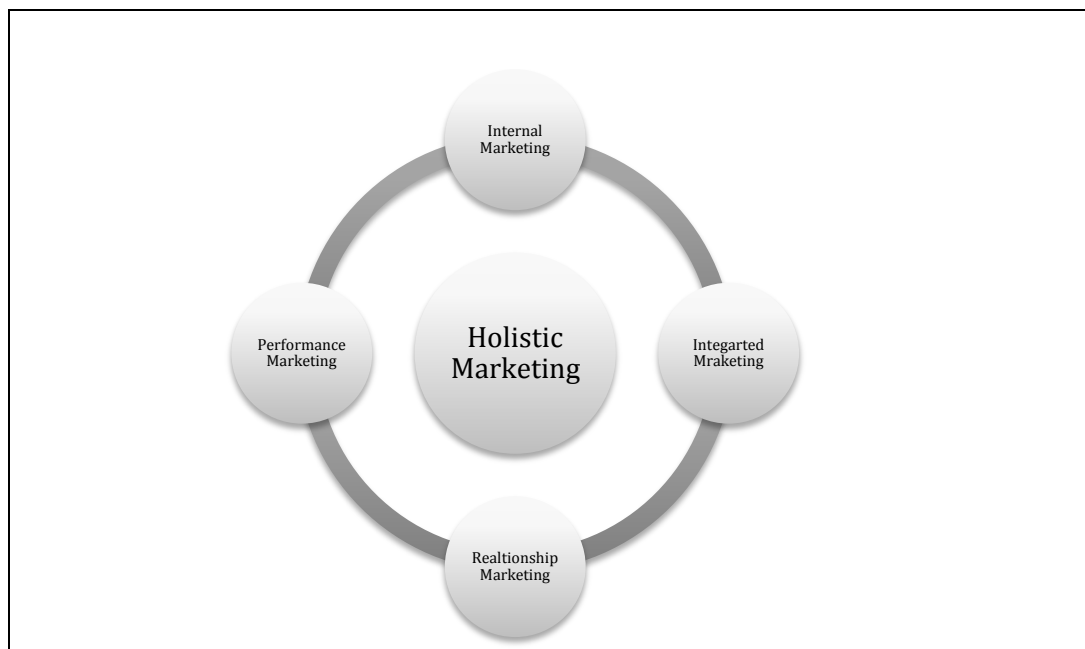 Internal
Marketing
Performance
Marketing
Holistic
Marketing
Integarted
Mraketing
Realtionship
Marketing